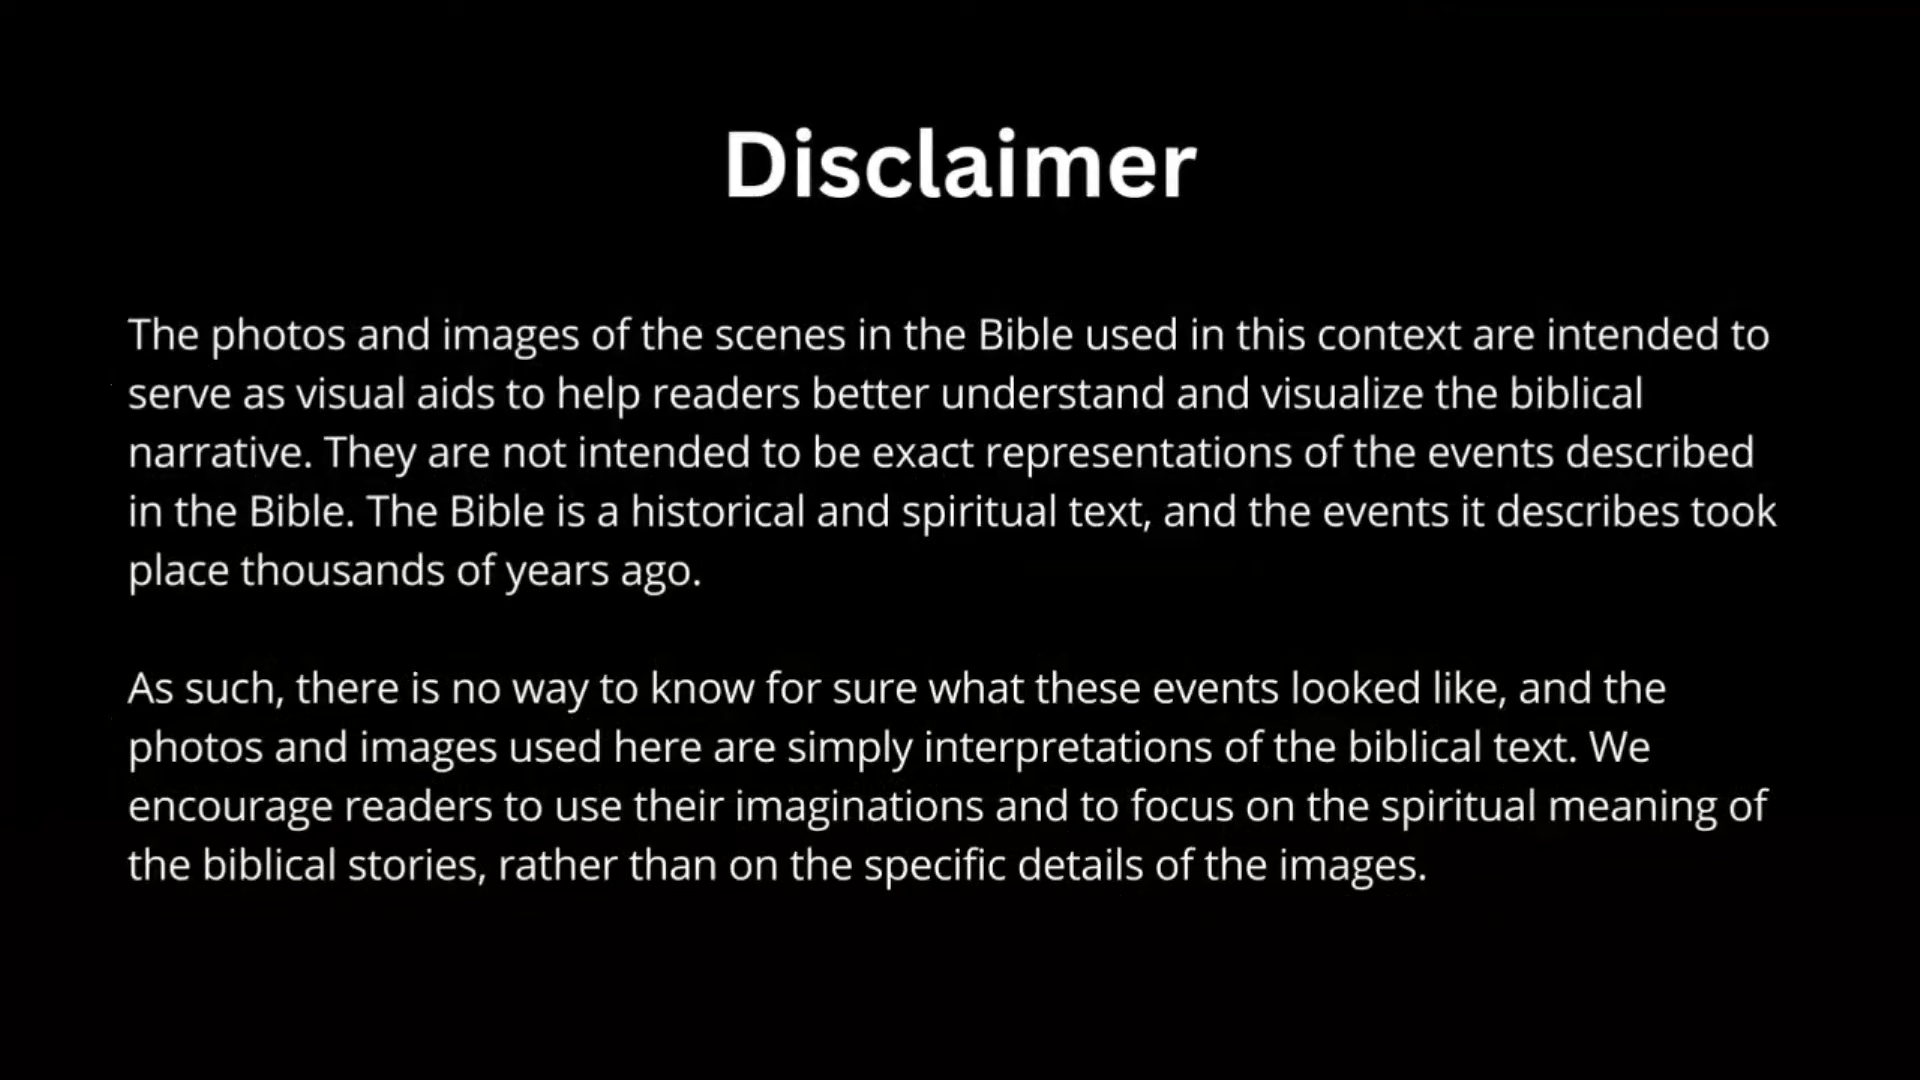 Disclaimer
The photos and images of the scenes in the Bible used in this context are intended to
serve as visual aids to help readers better understand and visualize the biblical
narrative. They are not intended to be exact representations of the events described
in the Bible. The Bible is a historical and spiritual text, and the events it describes took
place thousands of years ago.
As such, there is no way to know for sure what these events looked like, and the
photos and images used here are simply interpretations of the biblical text. We
encourage readers to use their imaginations and to focus on the spiritual meaning of
the biblical stories, rather than on the specific details of the images.